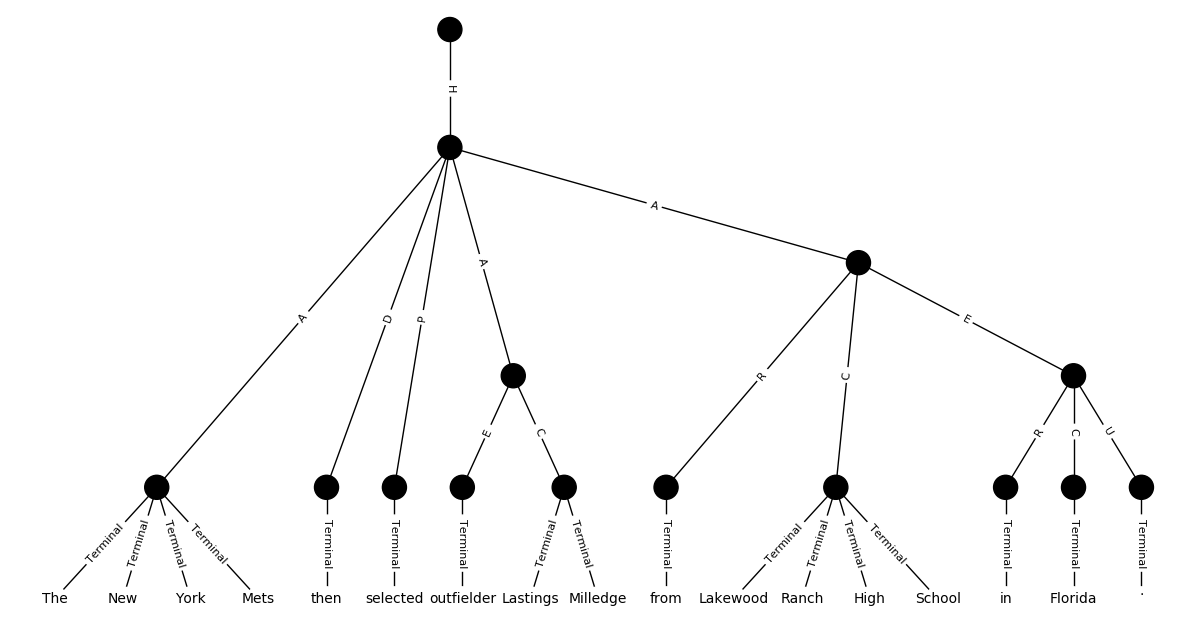 H
A
A
D
P
A
E
R
C
E
C
R
C
U
Terminal Terminal Terminal Terminal Terminal Terminal Terminal Terminal Terminal Terminal Terminal Terminal Terminal Terminal Terminal Terminal Terminal
The New York Mets then selected outfielder Lastings Milledge from Lakewood Ranch High School in Florida .